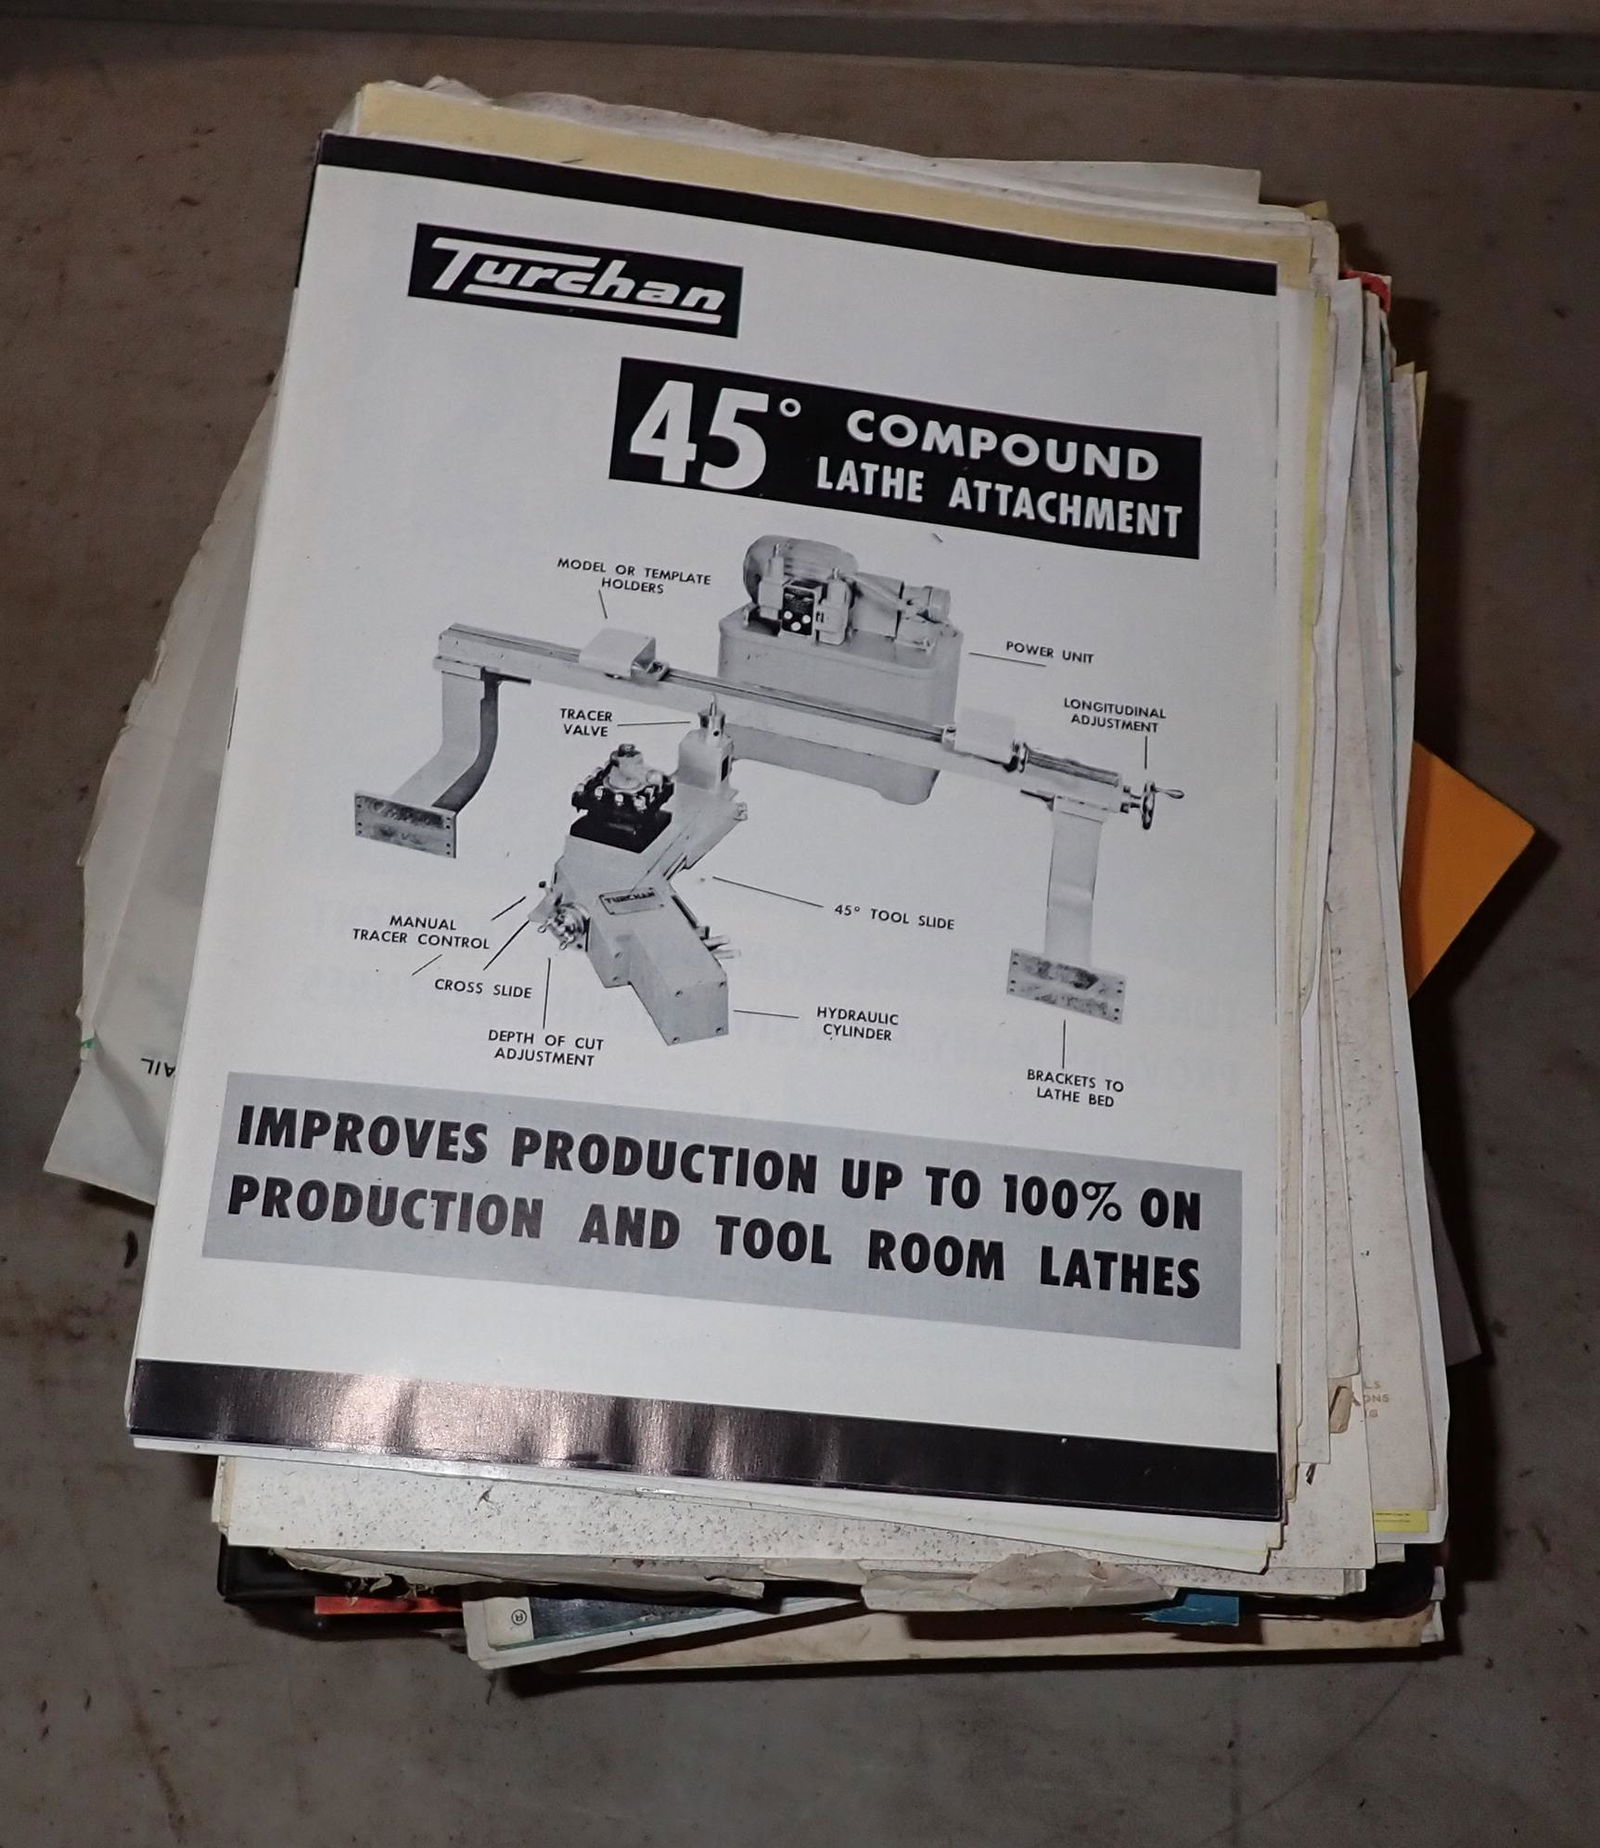 Turchan
45° COMPOUND
LATHE ATTACHMENT
MODEL OR TEMPLATE
HOLDERS
POWER UNIT
LONGITUDINAL
ADJUSTMENT
TRACER
VALVE
TURCHAN
45° TOOL SLIDE
MANUAL
TRACER CONTROL
CROSS SLIDE
DEPTH OF CUT
ADJUSTMENT
HYDRAULIC
CYLINDER
BRACKETS TO
LATHE BED
IMPROVES PRODUCTION UP TO 100% ON
PRODUCTION AND TOOL ROOM LATHES
AIL
®